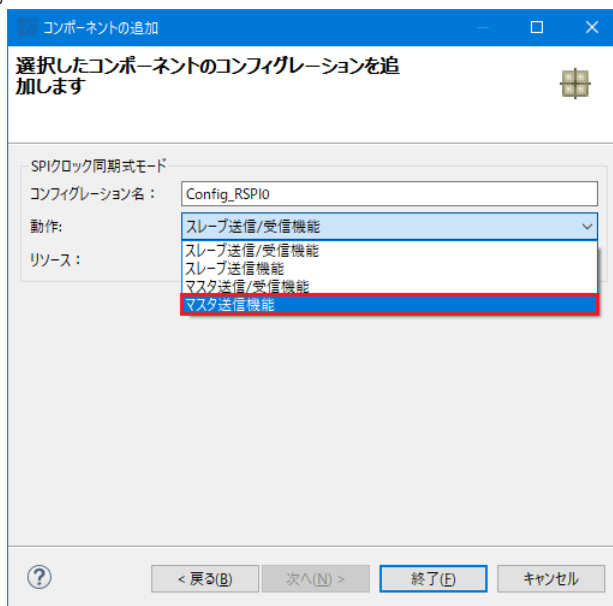 コンポーネントの追加
選択したコンポーネントのコンフィグレーションを追
加します
SPIクロック同期式モード
コンフィグレーション名：
Config_RSPI0
動作:
スレーブ送信/受信機能
リソース：
スレーブ送信/受信機能
スレーブ送信機能
マスタ送信/受信機能
マスタ送信機能
?
< 戻る(B)
次へ(N) >
終了(F)
キャンセル